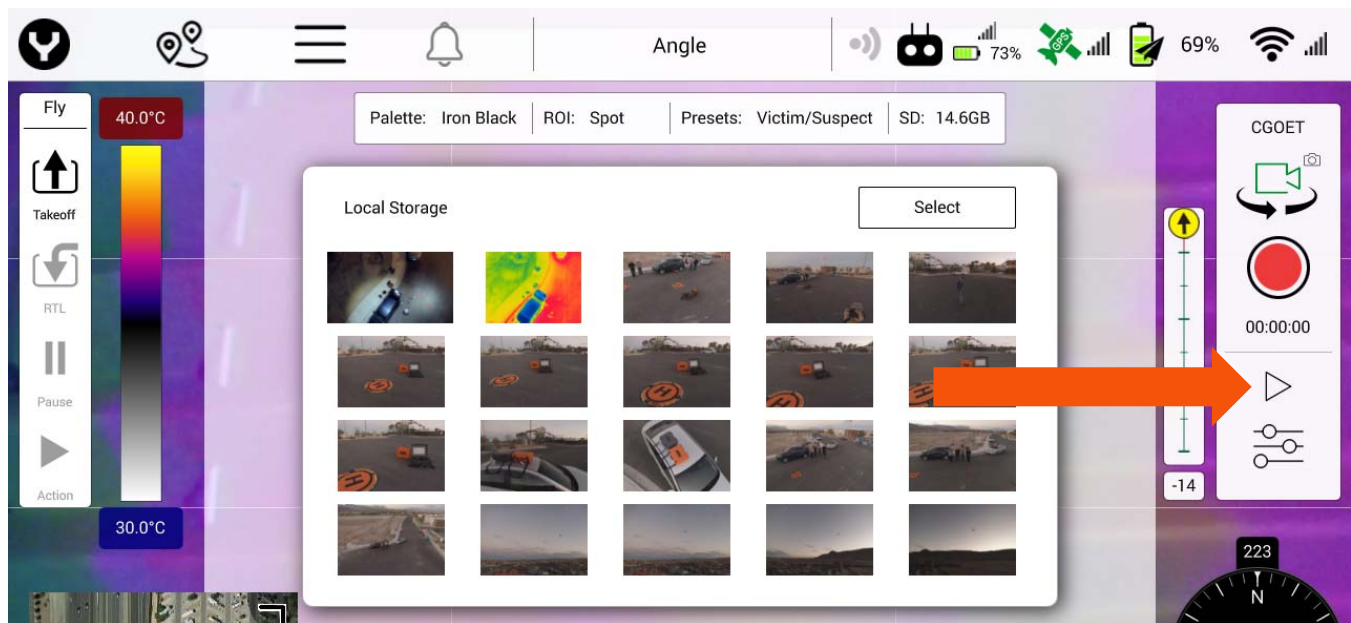 Angle
73%
GPS
69%
Fly
40.0°C
Palette: Iron Black ROI: Spot Presets: Victim/Suspect SD: 14.6GB
CGOET
Takeoff
Local Storage
Select
RTL
00:00:00
Pause
Action
-14
30.0°C
223
N